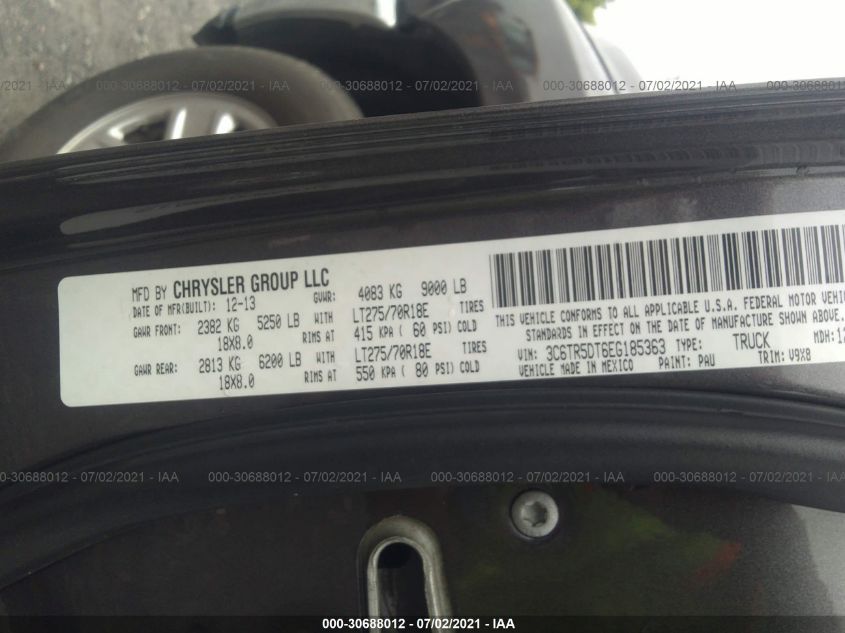 000-30688012 - 07/02/2021 - IAA 000-30688012 - 07/02/2021 - IAA 000-30688012 - 07/02/2021 - IAA 000-30688012 - 07/02/2021 - IAA
MFD BY CHRYSLER GROUP LLC
DATE OF MFR(BUILT): 12-13 GVWR: 4083 KG 9000 LB
GAWR FRONT: 2382 KG 5250 LB WITH LT275/70R18E TIRES
18X8.0 RIMS AT 415 KPA ( 60 PSI) COLD
GAWR REAR: 2813 KG 6200 LB WITH LT275/70R18E TIRES
18X8.0 RIMS AT 550 KPA ( 80 PSI) COLD
THIS VEHICLE CONFORMS TO ALL APPLICABLE U.S.A. FEDERAL MOTOR
STANDARDS IN EFFECT ON THE DATE OF MANUFACTURE SHOWN ABOVE.
VIN: 3C6TR5DT6EG185363 TYPE: TRUCK MDH:
VEHICLE MADE IN MEXICO PAINT: PAU TRIM: V9X8
000-30688012 - 07/02/2021 - IAA 000-30688012 - 07/02/2021 - IAA 000-30688012 - 07/02/2021 - IAA 000-30688012 - 07/02/2021 - IAA
000-30688012 - 07/02/2021 - IAA